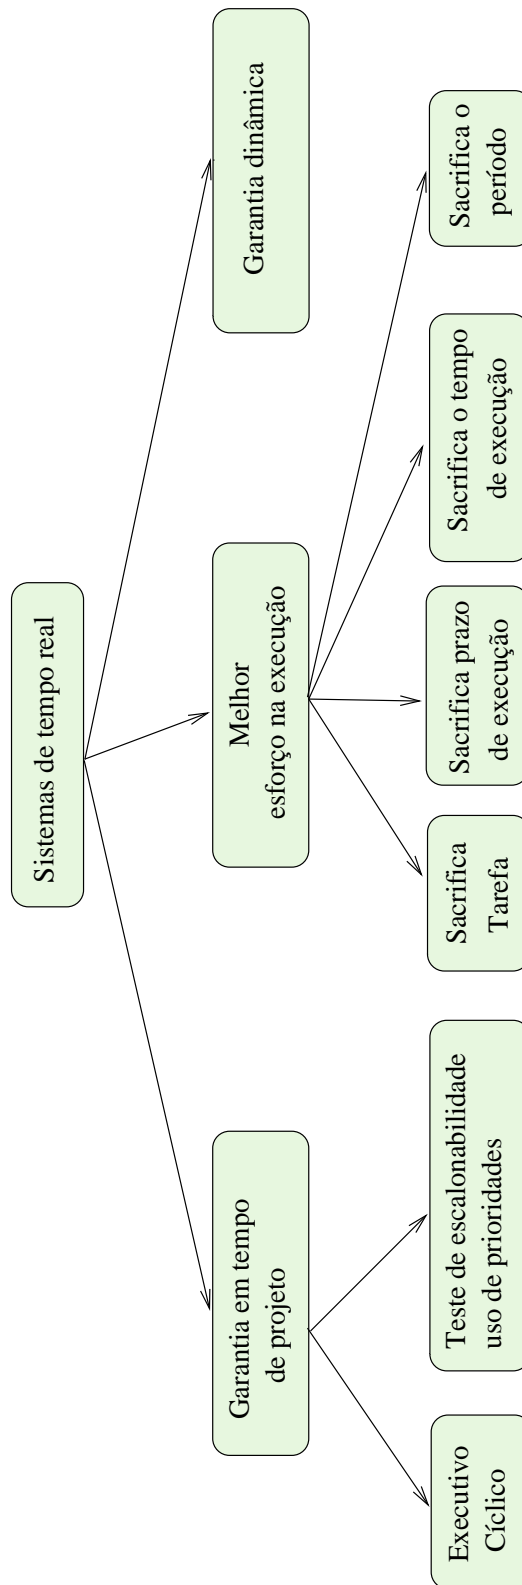 Sistemas de tempo real
Garantia em tempo
de projeto
Melhor
esforço na execução
Garantia dinâmica
Executivo
Cíclico
Teste de escalonabilidade
uso de prioridades
Sacrifica
Tarefa
Sacrifica prazo
de execução
Sacrifica o tempo
de execução
Sacrifica o
período